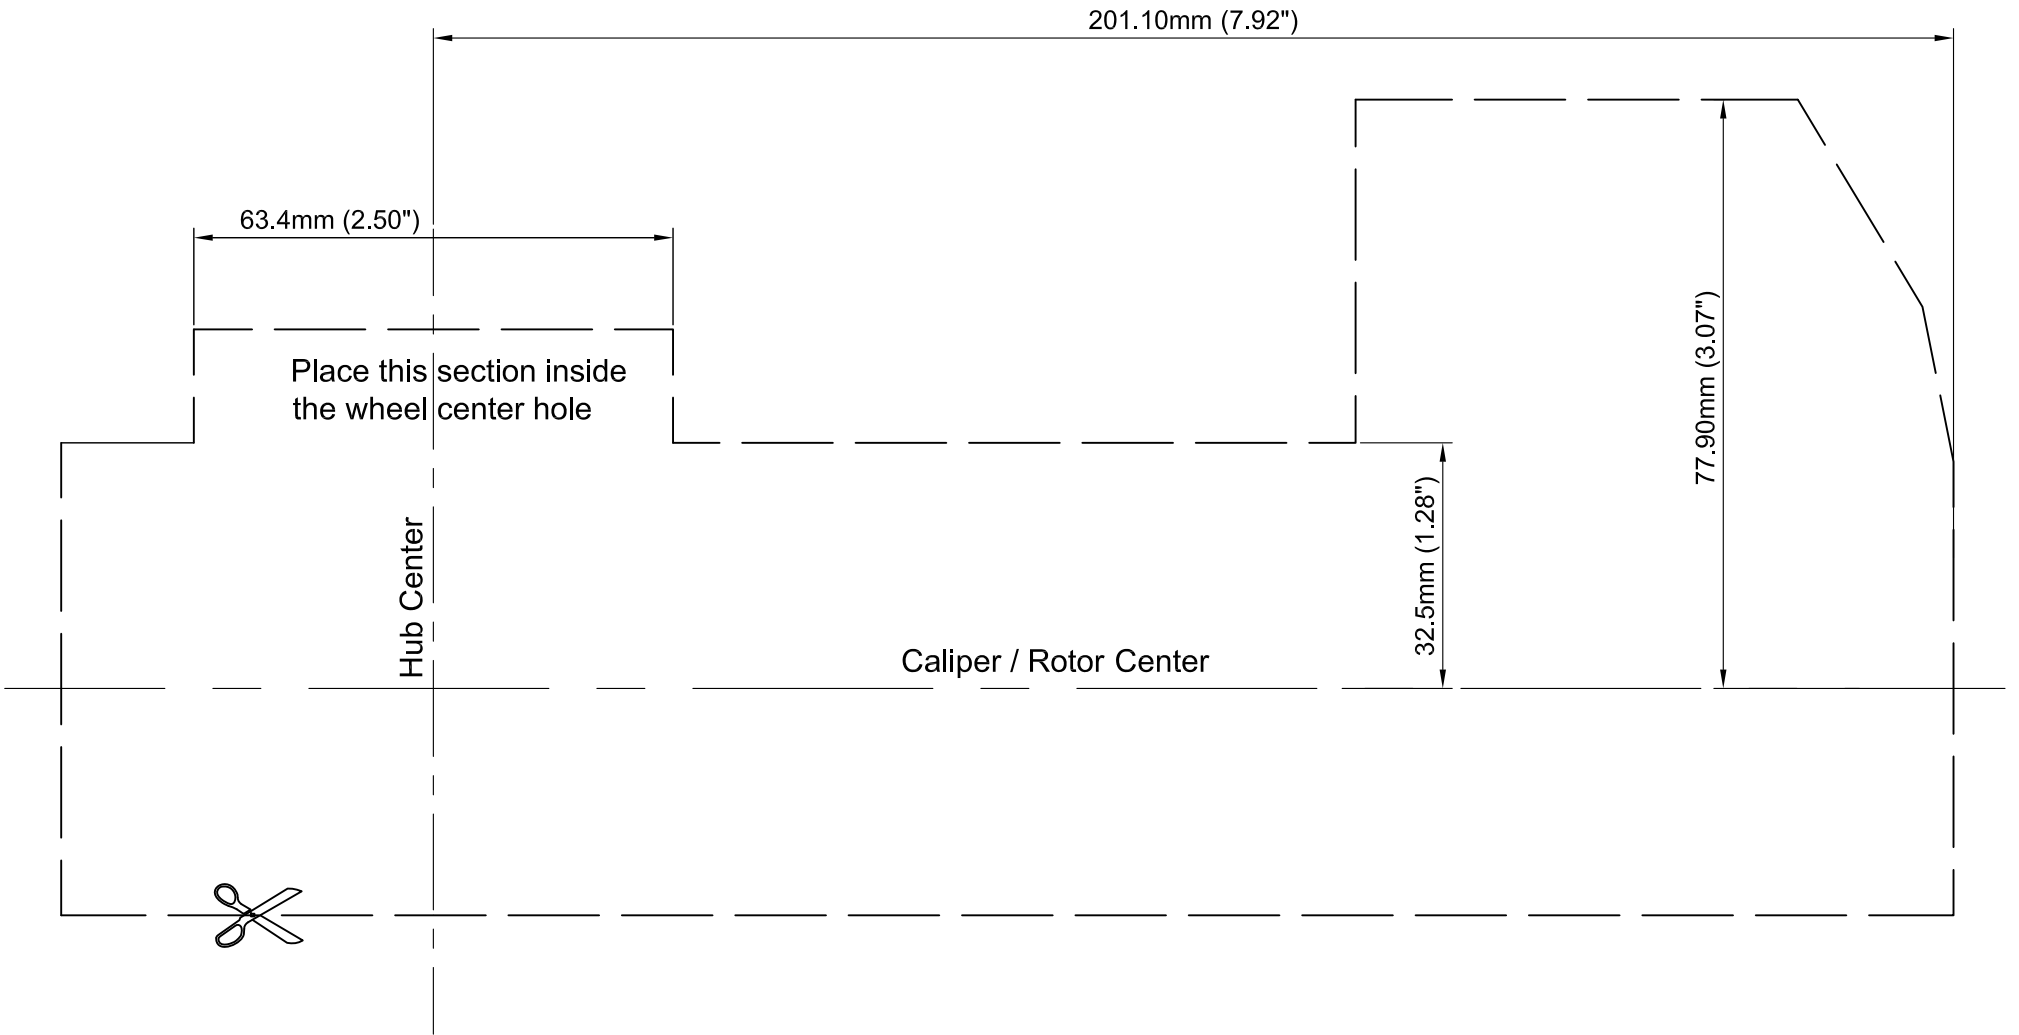 201.10mm (7.92")
63.4mm (2.50")
Place this section inside
the wheel center hole
77.90mm (3.07")
32.5mm (1.28")
Hub Center
Caliper / Rotor Center